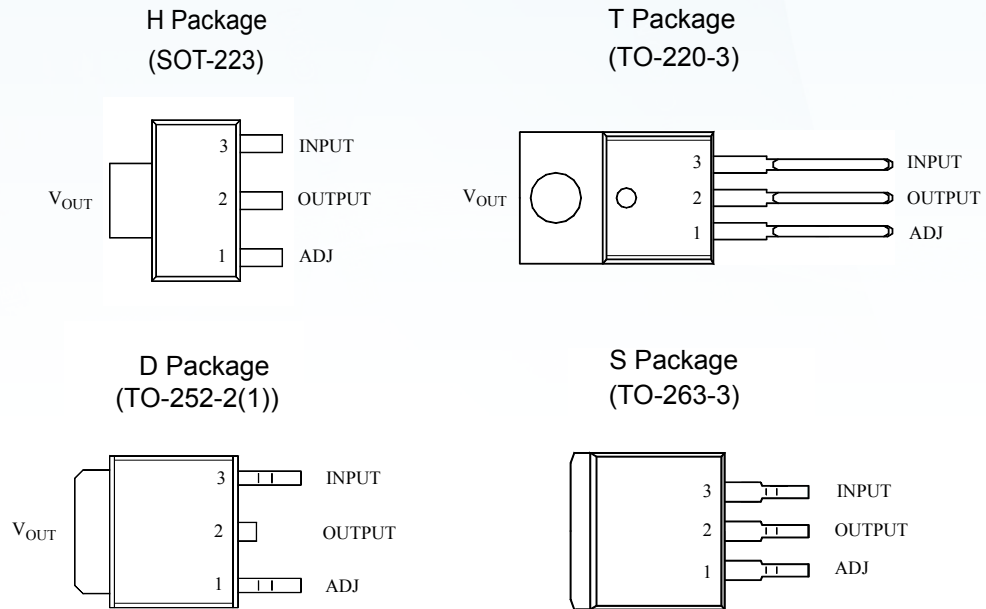 H Package
(SOT-223)
3 INPUT
V_OUT 2 OUTPUT
1 ADJ
T Package
(TO-220-3)
3 INPUT
V_OUT 2 OUTPUT
1 ADJ
D Package
(TO-252-2(1))
3 INPUT
V_OUT 2 OUTPUT
1 ADJ
S Package
(TO-263-3)
3 INPUT
2 OUTPUT
1 ADJ